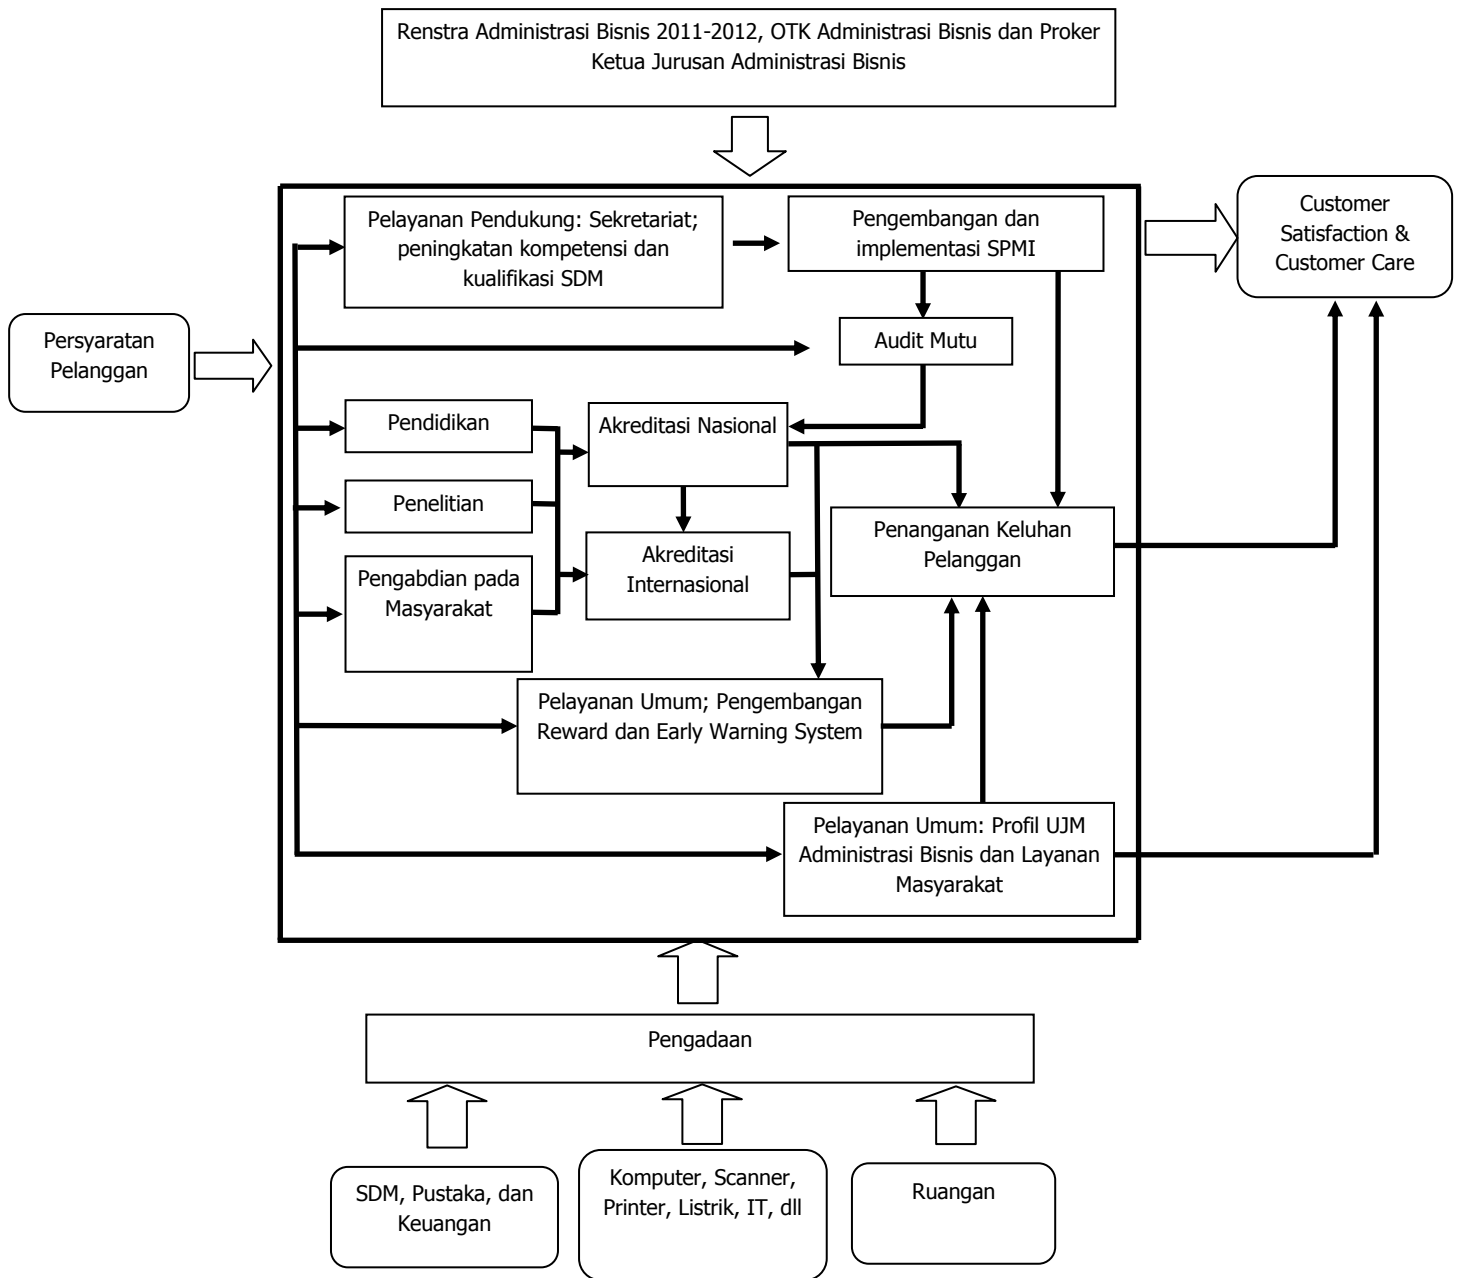 Renstra Administrasi Bisnis 2011-2012, OTK Administrasi Bisnis dan Proker
Ketua Jurusan Administrasi Bisnis
Pelayanan Pendukung: Sekretariat;
peningkatan kompetensi dan
kualifikasi SDM
Pengembangan dan
implementasi SPMI
Customer
Satisfaction &
Customer Care
Persyaratan
Pelanggan
Audit Mutu
Pendidikan
Akreditasi Nasional
Penelitian
Penanganan Keluhan
Pelanggan
Akreditasi
Internasional
Pengabdian pada
Masyarakat
Pelayanan Umum; Pengembangan
Reward dan Early Warning System
Pelayanan Umum: Profil UJM
Administrasi Bisnis dan Layanan
Masyarakat
Pengadaan
SDM, Pustaka, dan
Keuangan
Komputer, Scanner,
Printer, Listrik, IT, dll
Ruangan